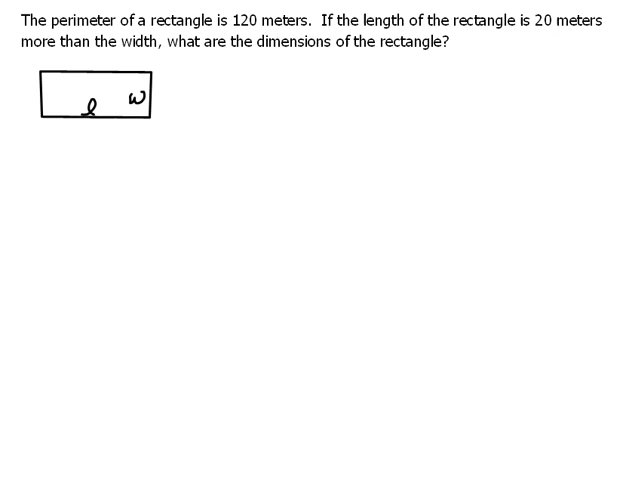 The perimeter of a rectangle is 120 meters.  If the length of the rectangle is 20 meters
more than the width, what are the dimensions of the rectangle?
l w